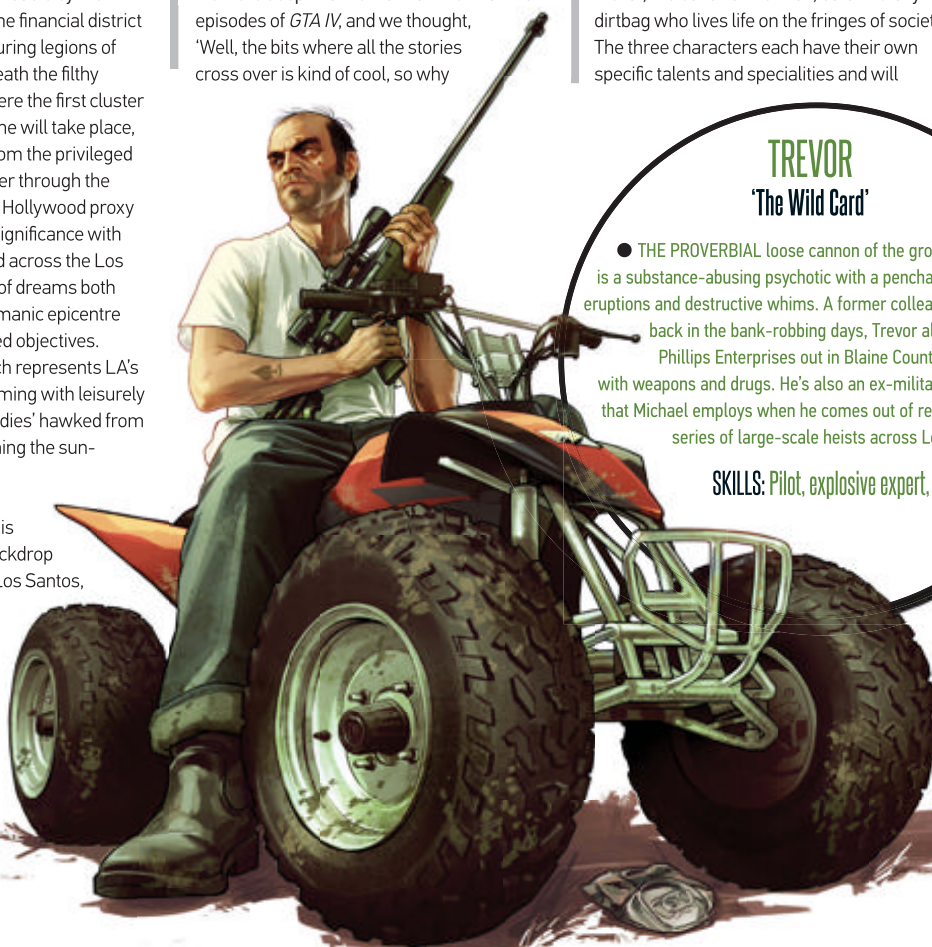 ne financial district
uring legions of
eath the filthy
ere the first cluster
ne will take place,
om the privileged
er through the
Hollywood proxy
ignificance with
d across the Los
of dreams both
manic epicentre
ed objectives.
ch represents LA's
ming with leisurely
dies' hawked from
ing the sun-
is
ckdrop
Los Santos,
episodes of GTA IV, and we thought,
'Well, the bits where all the stories
cross over is kind of cool, so why
dirtbag who lives life on the fringes of societ
The three characters each have their own
specific talents and specialities and will
TREVOR
'The Wild Card'
● THE PROVERBIAL loose cannon of the gro
is a substance-abusing psychotic with a pencha
eruptions and destructive whims. A former collea
back in the bank-robbing days, Trevor al
Phillips Enterprises out in Blaine Count
with weapons and drugs. He's also an ex-milita
that Michael employs when he comes out of re
series of large-scale heists across L
SKILLS: Pilot, explosive expert,